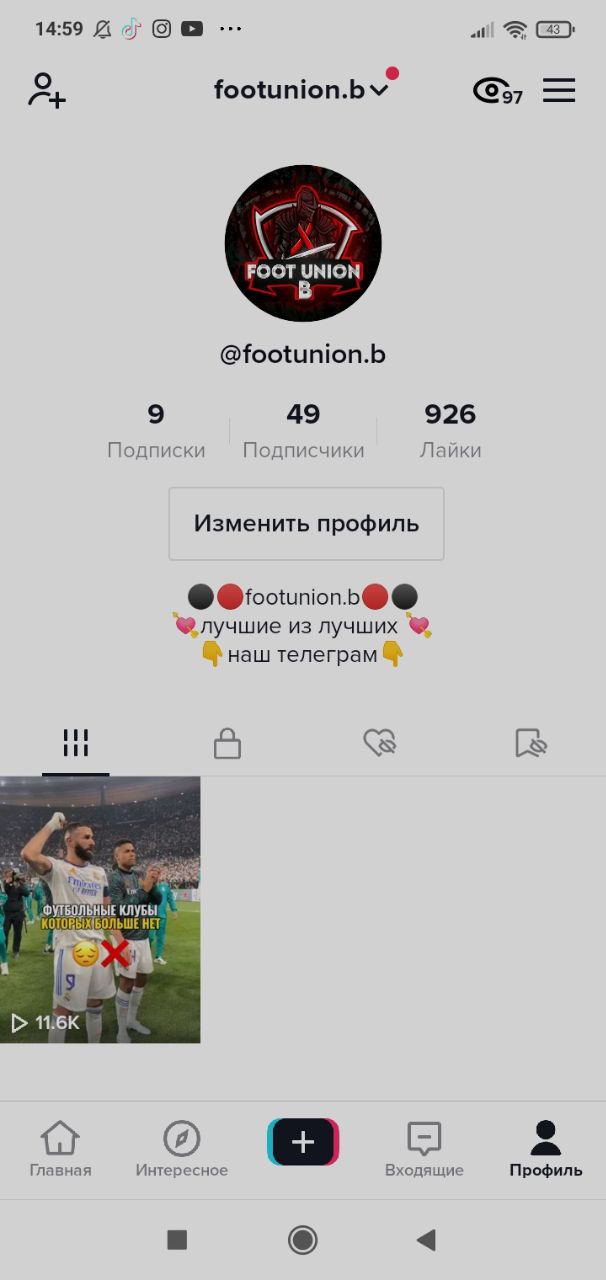 14:59
43
footunion.b
97
FOOT UNION
B
@footunion.b
9 49 926
Подписки Подписчики Лайки
Изменить профиль
footunion.b
лучшие из лучших
наш телеграм
ФУТБОЛЬНЫЕ КЛУБЫ
КОТОРЫХ БОЛЬШЕ НЕТ
9
11.6K
Главная Интересное Входящие Профиль